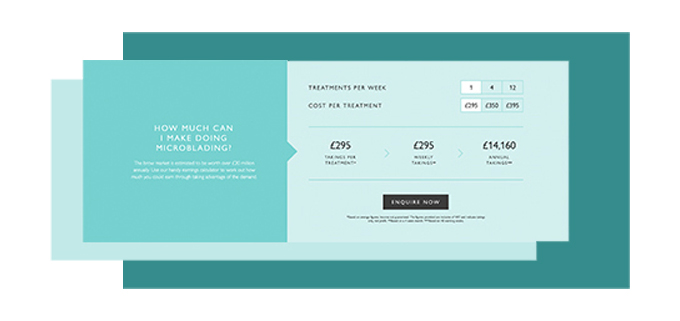 HOW MUCH CAN
I MAKE DOING
MICROBLADING?
The brow market is estimated to be worth over £30 million
annually. Use our handy earnings calculator to work out how
much you could earn through taking advantage of the demand.
TREATMENTS PER WEEK 1 4 12
COST PER TREATMENT £295 £350 £395
£295 £295 £14,160
TAKINGS PER WEEKLY ANNUAL
TREATMENT* TAKINGS** TAKINGS***
ENQUIRE NOW